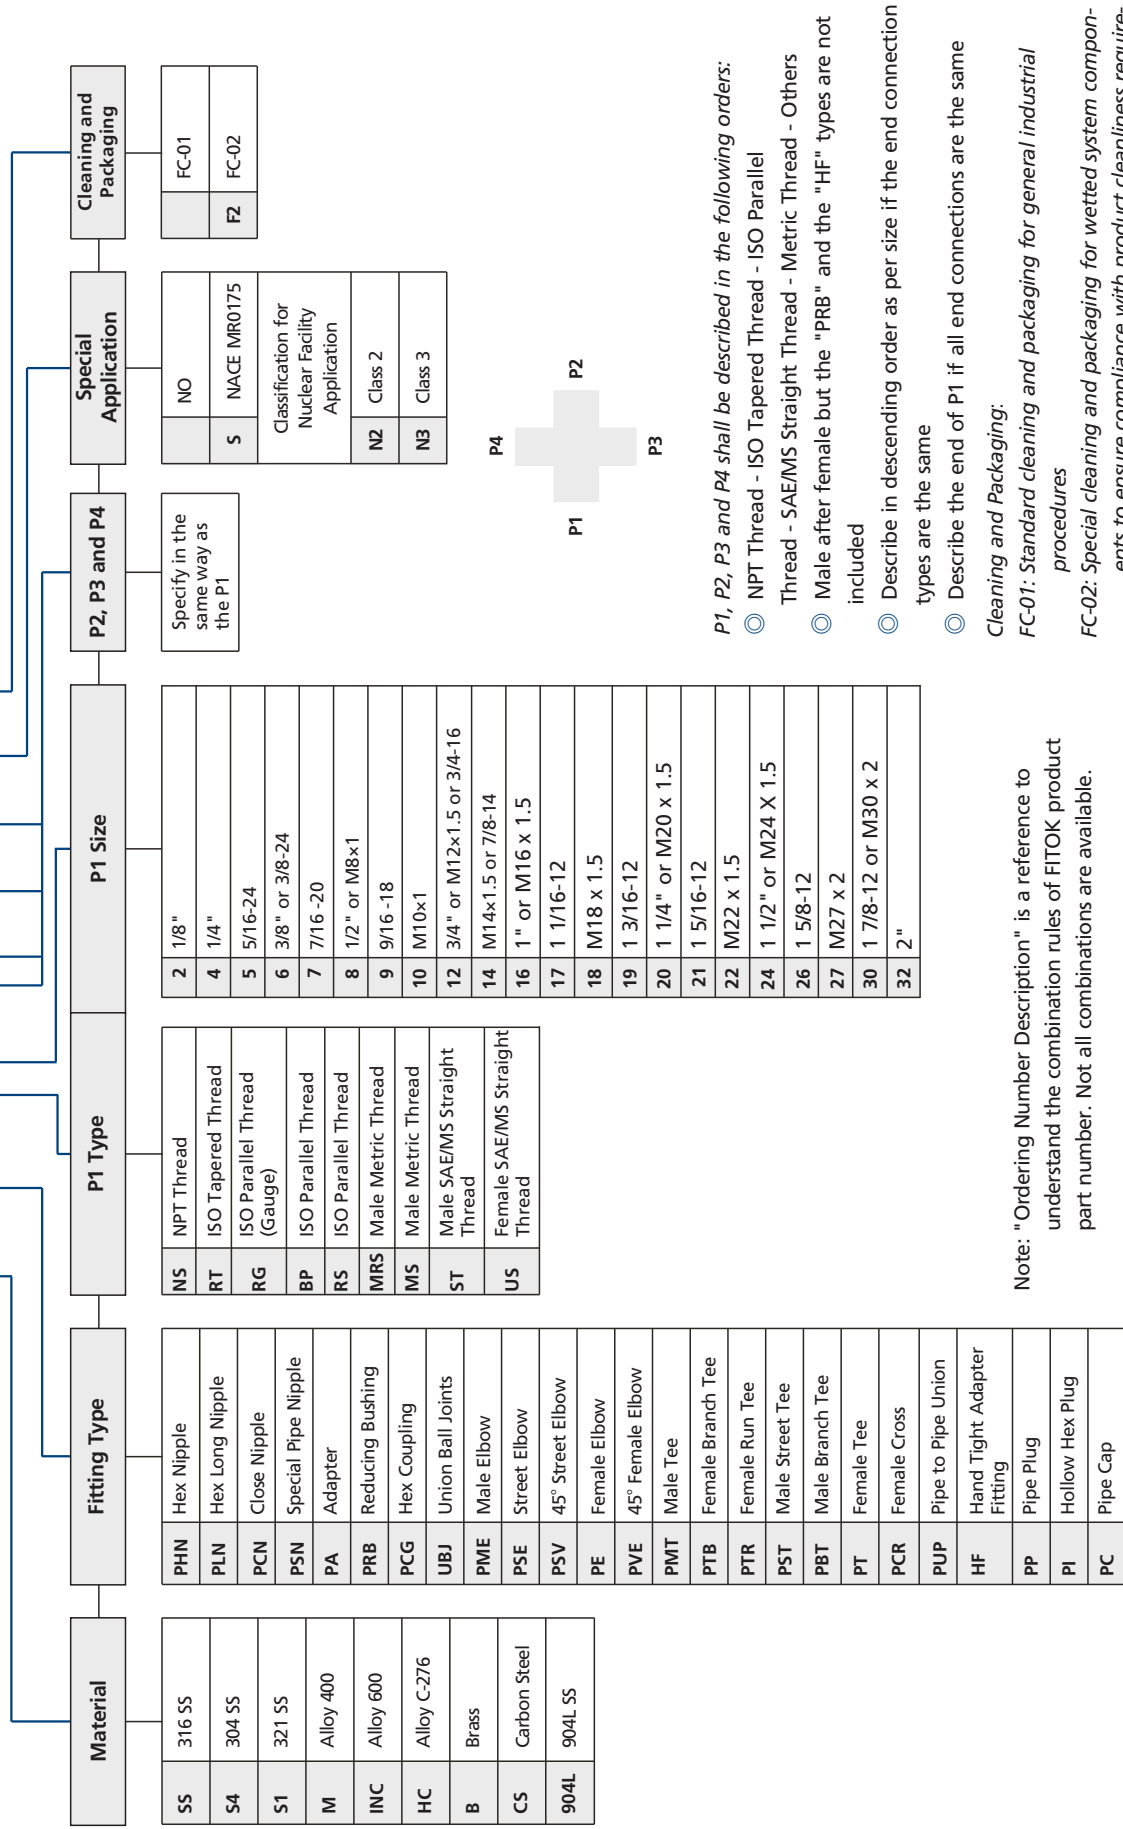 Material
SS 316 SS
S4 304 SS
S1 321 SS
M Alloy 400
INC Alloy 600
HC Alloy C-276
B Brass
CS Carbon Steel
904L 904L SS
Fitting Type
PHN Hex Nipple
PLN Hex Long Nipple
PCN Close Nipple
PSN Special Pipe Nipple
PA Adapter
PRB Reducing Bushing
PCG Hex Coupling
UBJ Union Ball Joints
PME Male Elbow
PSE Street Elbow
PSV 45° Street Elbow
PE Female Elbow
PVE 45° Female Elbow
PMT Male Tee
PTB Female Branch Tee
PTR Female Run Tee
PST Male Street Tee
PBT Male Branch Tee
PT Female Tee
PCR Female Cross
PUP Pipe to Pipe Union
HF Hand Tight Adapter
Fitting
PP Pipe Plug
PI Hollow Hex Plug
PC Pipe Cap
P1 Type
NS NPT Thread
RT ISO Tapered Thread
RG ISO Parallel Thread
(Gauge)
BP ISO Parallel Thread
RS ISO Parallel Thread
MRS Male Metric Thread
MS Male Metric Thread
ST Male SAE/MS Straight
Thread
US Female SAE/MS Straight
Thread
P1 Size
2 1/8"
4 1/4"
5 5/16-24
6 3/8" or 3/8-24
7 7/16 -20
8 1/2" or M8×1
9 9/16 -18
10 M10×1
12 3/4" or M12×1.5 or 3/4-16
14 M14×1.5 or 7/8-14
16 1" or M16 x 1.5
17 1 1/16-12
18 M18 x 1.5
19 1 3/16-12
20 1 1/4" or M20 x 1.5
21 1 5/16-12
22 M22 x 1.5
24 1 1/2" or M24 X 1.5
26 1 5/8-12
27 M27 x 2
30 1 7/8-12 or M30 x 2
32 2"
P2, P3 and P4
Specify in the
same way as
the P1
Special
Application
NO
S NACE MR0175
Classification for
Nuclear Facility
Application
N2 Class 2
N3 Class 3
Cleaning and
Packaging
FC-01
F2 FC-02
P4
P1
P2
P3
Note: "Ordering Number Description" is a reference to
understand the combination rules of FITOK product
part number. Not all combinations are available.
P1, P2, P3 and P4 shall be described in the following orders:
◎ NPT Thread - ISO Tapered Thread - ISO Parallel
Thread - SAE/MS Straight Thread - Metric Thread - Others
◎ Male after female but the "PRB" and the "HF" types are not
included
◎ Describe in descending order as per size if the end connection
types are the same
◎ Describe the end of P1 if all end connections are the same
Cleaning and Packaging:
FC-01: Standard cleaning and packaging for general industrial
procedures
FC-02: Special cleaning and packaging for wetted system compon-
ents to ensure compliance with product cleanliness require-